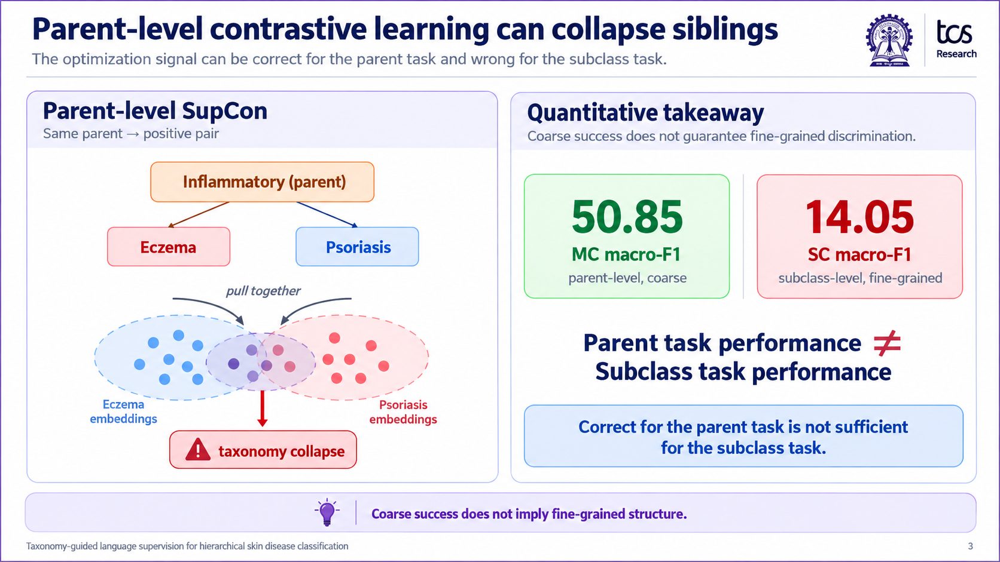 Parent-level contrastive learning can collapse siblings
The optimization signal can be correct for the parent task and wrong for the subclass task.
tcs
Research
Parent-level SupCon
Same parent → positive pair
Inflammatory (parent)
Eczema
Psoriasis
pull together
Eczema
embeddings
Psoriasis
embeddings
taxonomy collapse
Quantitative takeaway
Coarse success does not guarantee fine-grained discrimination.
50.85
MC macro-F1
parent-level, coarse
14.05
SC macro-F1
subclass-level, fine-grained
Parent task performance ≠
Subclass task performance
Correct for the parent task is not sufficient
for the subclass task.
Coarse success does not imply fine-grained structure.
Taxonomy-guided language supervision for hierarchical skin disease classification
3